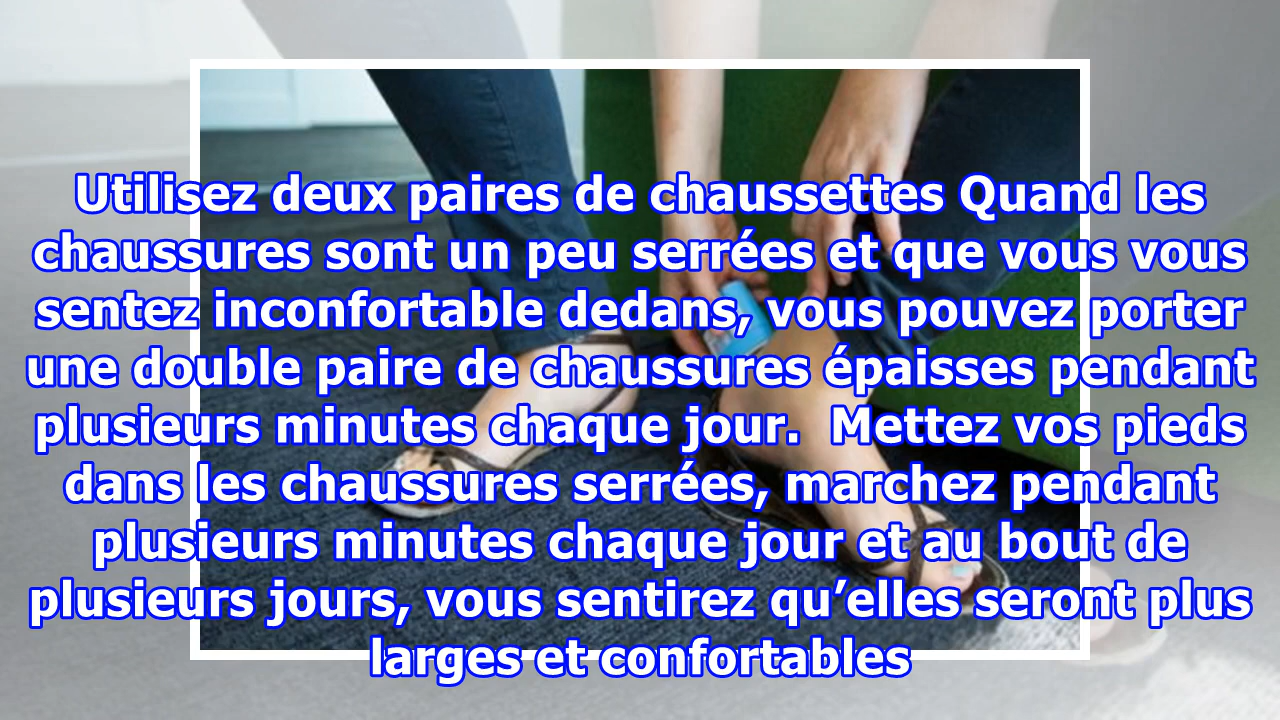 Utilisez deux paires de chaussettes Quand les
chaussures sont un peu serrées et que vous vous
sentez inconfortable dedans, vous pouvez porter
une double paire de chaussures épaisses pendant
plusieurs minutes chaque jour.  Mettez vos pieds
dans les chaussures serrées, marchez pendant
plusieurs minutes chaque jour et au bout de
plusieurs jours, vous sentirez qu’elles seront plus
larges et confortables